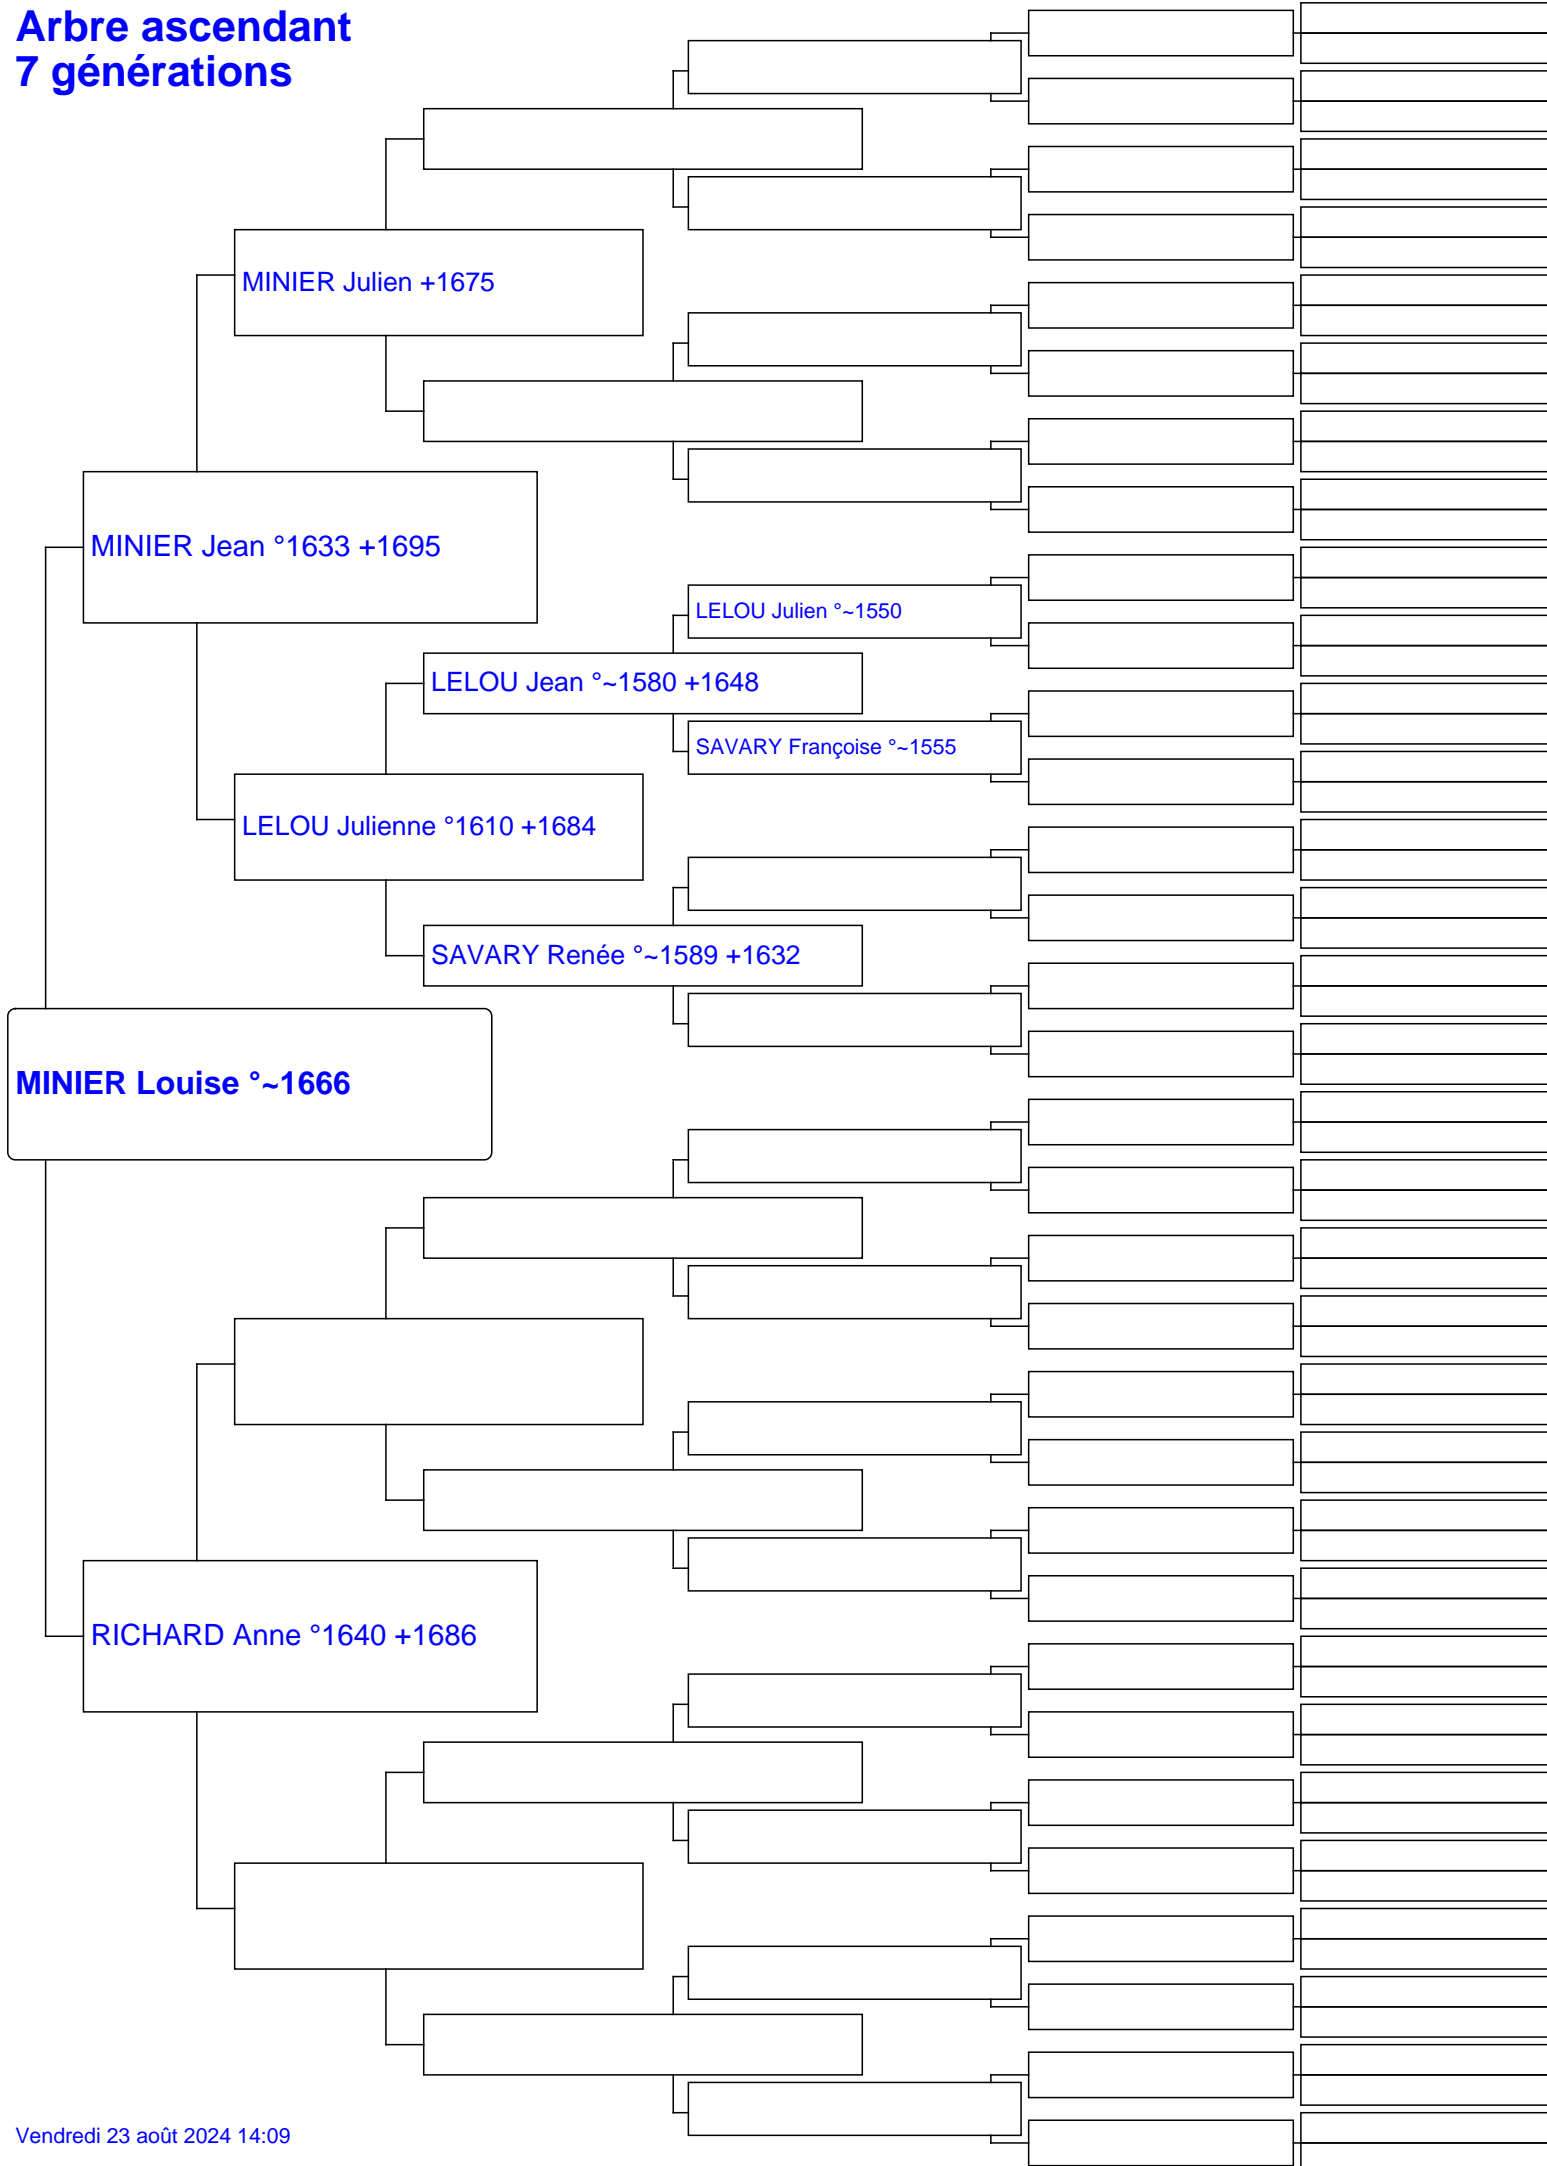 Arbre ascendant
7 générations
MINIER Julien +1675
MINIER Jean °1633 +1695
LELOU Julien °~1550
LELOU Jean °~1580 +1648
SAVARY Françoise °~1555
LELOU Julienne °1610 +1684
SAVARY Renée °~1589 +1632
MINIER Louise °~1666
RICHARD Anne °1640 +1686
Vendredi 23 août 2024 14:09